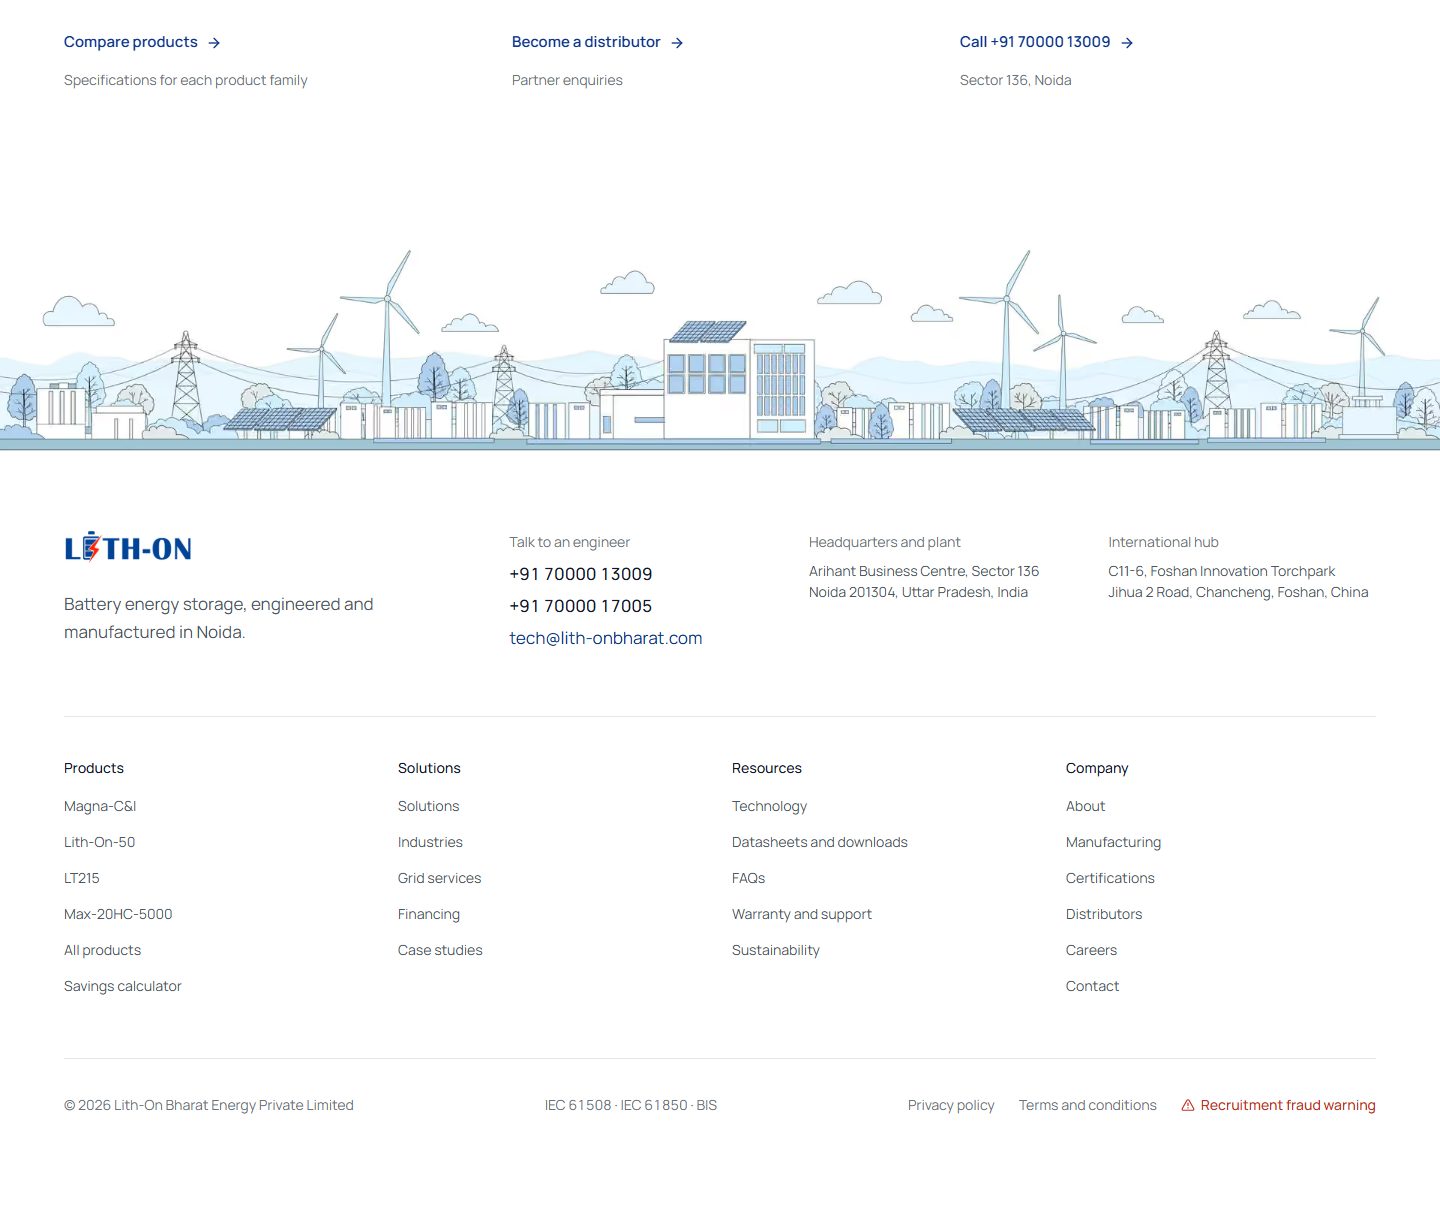 Compare products →
Specifications for each product family
Become a distributor →
Partner enquiries
Call +91 70000 13009 →
Sector 136, Noida
LITH-ON
Battery energy storage, engineered and
manufactured in Noida.
Talk to an engineer
+91 70000 13009
+91 70000 17005
tech@lith-onbharat.com
Headquarters and plant
Arihant Business Centre, Sector 136
Noida 201304, Uttar Pradesh, India
International hub
C11-6, Foshan Innovation Torchpark
Jihua 2 Road, Chancheng, Foshan, China
Products
Magna-C&I
Lith-On-50
LT215
Max-20HC-5000
All products
Savings calculator
Solutions
Solutions
Industries
Grid services
Financing
Case studies
Resources
Technology
Datasheets and downloads
FAQs
Warranty and support
Sustainability
Company
About
Manufacturing
Certifications
Distributors
Careers
Contact
© 2026 Lith-On Bharat Energy Private Limited
IEC 61508 · IEC 61850 · BIS
Privacy policy
Terms and conditions
Recruitment fraud warning